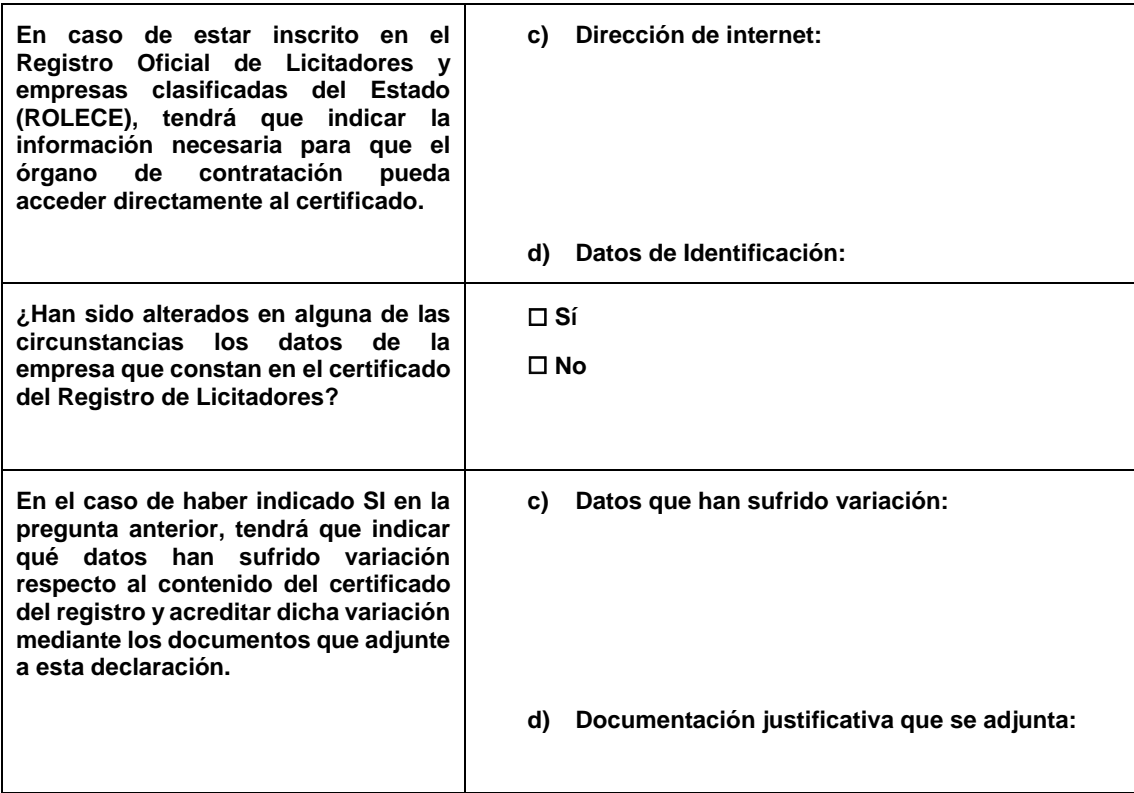 En caso de estar inscrito en el
Registro Oficial de Licitadores y
empresas clasificadas del Estado
(ROLECE), tendrá que indicar la
información necesaria para que el
órgano de contratación pueda
acceder directamente al certificado.
c) Dirección de internet:
d) Datos de Identificación:
¿Han sido alterados en alguna de las
circunstancias los datos de la
empresa que constan en el certificado
del Registro de Licitadores?
☐ Sí
☐ No
En el caso de haber indicado SI en la
pregunta anterior, tendrá que indicar
qué datos han sufrido variación
respecto al contenido del certificado
del registro y acreditar dicha variación
mediante los documentos que adjunte
a esta declaración.
c) Datos que han sufrido variación:
d) Documentación justificativa que se adjunta: